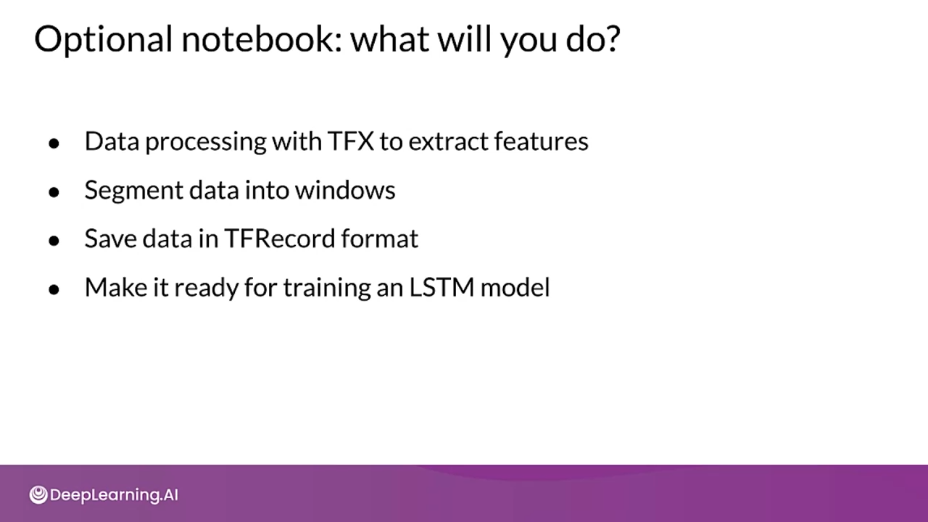 Optional notebook: what will you do?
● Data processing with TFX to extract features
● Segment data into windows
● Save data in TFRecord format
● Make it ready for training an LSTM model
DeepLearning.AI